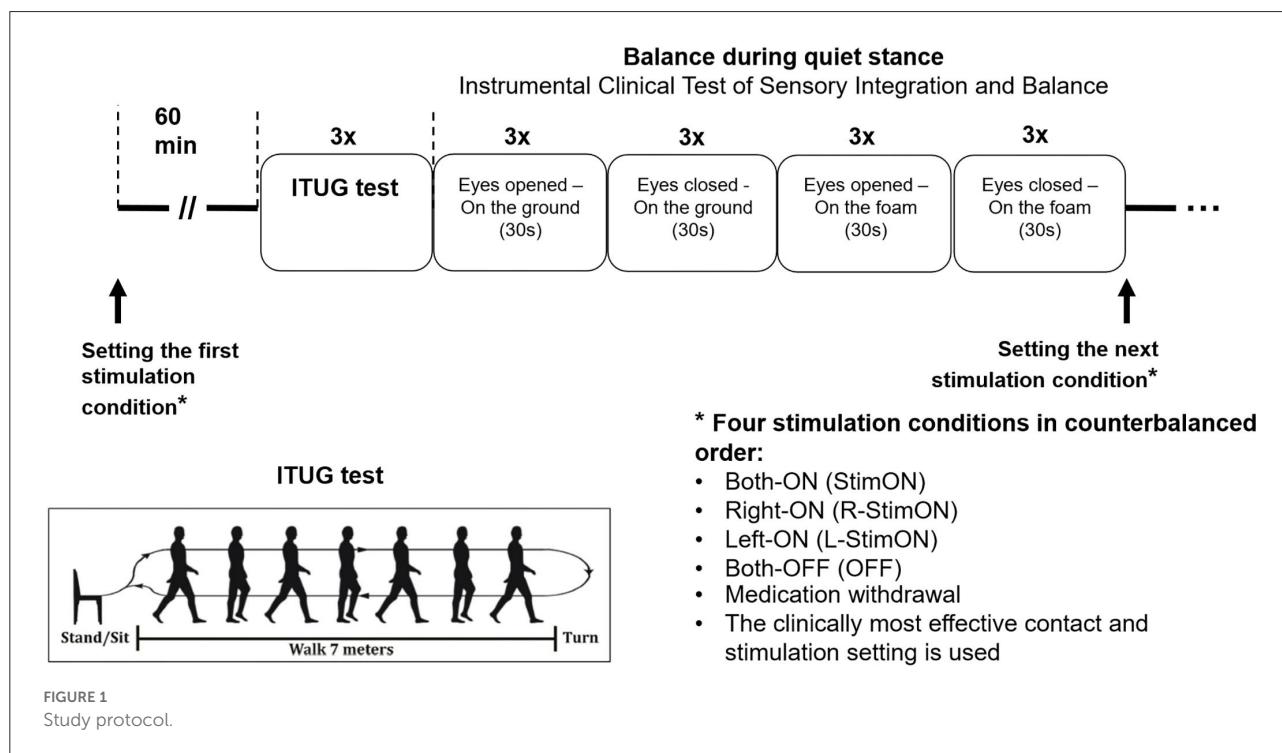 Balance during quiet stance
Instrumental Clinical Test of Sensory Integration and Balance
60
min
3x
3x
3x
3x
3x
//
ITUG test
Eyes opened –
On the ground
(30s)
Eyes closed -
On the ground
(30s)
Eyes opened –
On the foam
(30s)
Eyes closed –
On the foam
(30s)
...
Setting the first
stimulation
condition*
Setting the next
stimulation condition*
* Four stimulation conditions in counterbalanced
order:
• Both-ON (StimON)
• Right-ON (R-StimON)
• Left-ON (L-StimON)
• Both-OFF (OFF)
• Medication withdrawal
• The clinically most effective contact and
stimulation setting is used
ITUG test
Stand/Sit
Walk 7 meters
Turn
FIGURE 1
Study protocol.